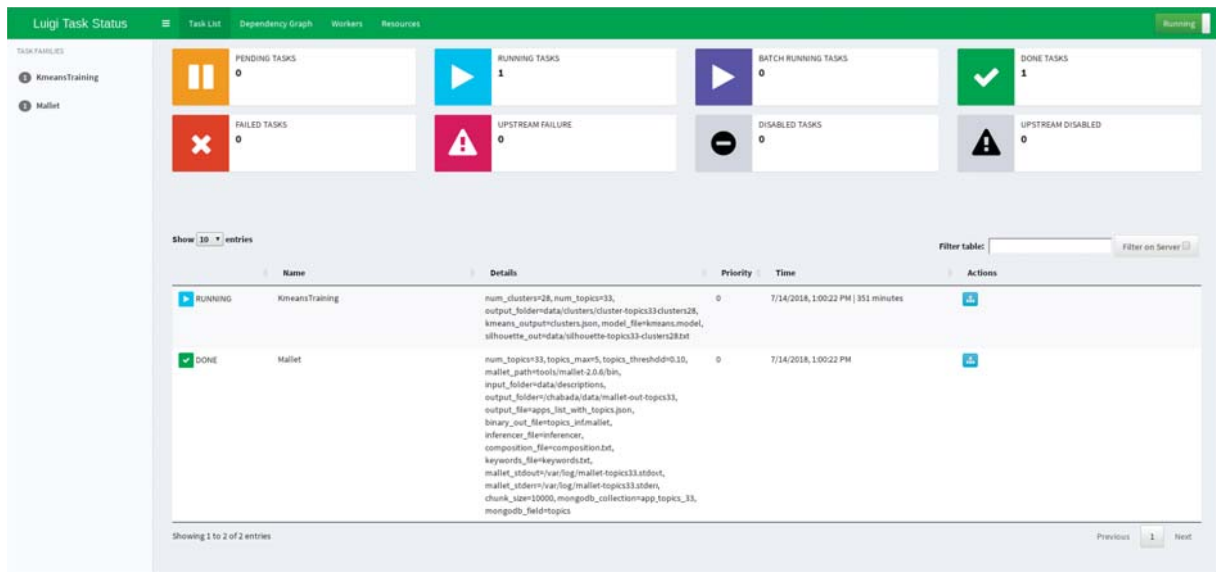 Luigi Task Status
Task List Dependency Graph Workers Resources
Running
TASK FAMILIES
1 KmeansTraining
1 Mallet
PENDING TASKS
0
RUNNING TASKS
1
BATCH RUNNING TASKS
0
DONE TASKS
1
FAILED TASKS
0
UPSTREAM FAILURE
0
DISABLED TASKS
0
UPSTREAM DISABLED
0
Show 10 entries
Filter table:
Filter on Server
Name Details Priority Time Actions
RUNNING KmeansTraining num_clusters=28, num_topics=33, 0 7/14/2018, 1:00:22 PM | 351 minutes
output_folder=data/clusters/cluster-topics33clusters28,
kmeans_output=clusters.json, model_file=kmeans.model,
silhouette_out=data/silhouette-topics33-clusters28.txt
DONE Mallet num_topics=33, topics_max=5, topics_threshold=0.10, 0 7/14/2018, 1:00:22 PM
mallet_path=tools/mallet-2.0.6/bin,
input_folder=data/descriptions,
output_folder=/chabada/data/mallet-out-topcs33,
output_file=apps_list_with_topics.json,
binary_out_file=topics_inf.mallet,
inferencer_file=inferencer,
composition_file=composition.txt,
keywords_file=keywords.txt,
mallet_stdout=/var/log/mallet-topics33.stdout,
mallet_stderr=/var/log/mallet-topics33.stderr,
chunk_size=10000, mongodb_collection=app_topics_33,
mongodb_field=topics
Showing 1 to 2 of 2 entries
Previous 1 Next